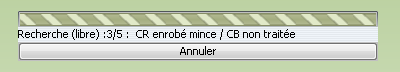 Recherche (libre) :3/5 :  CR enrobé mince / CB non traitée
Annuler